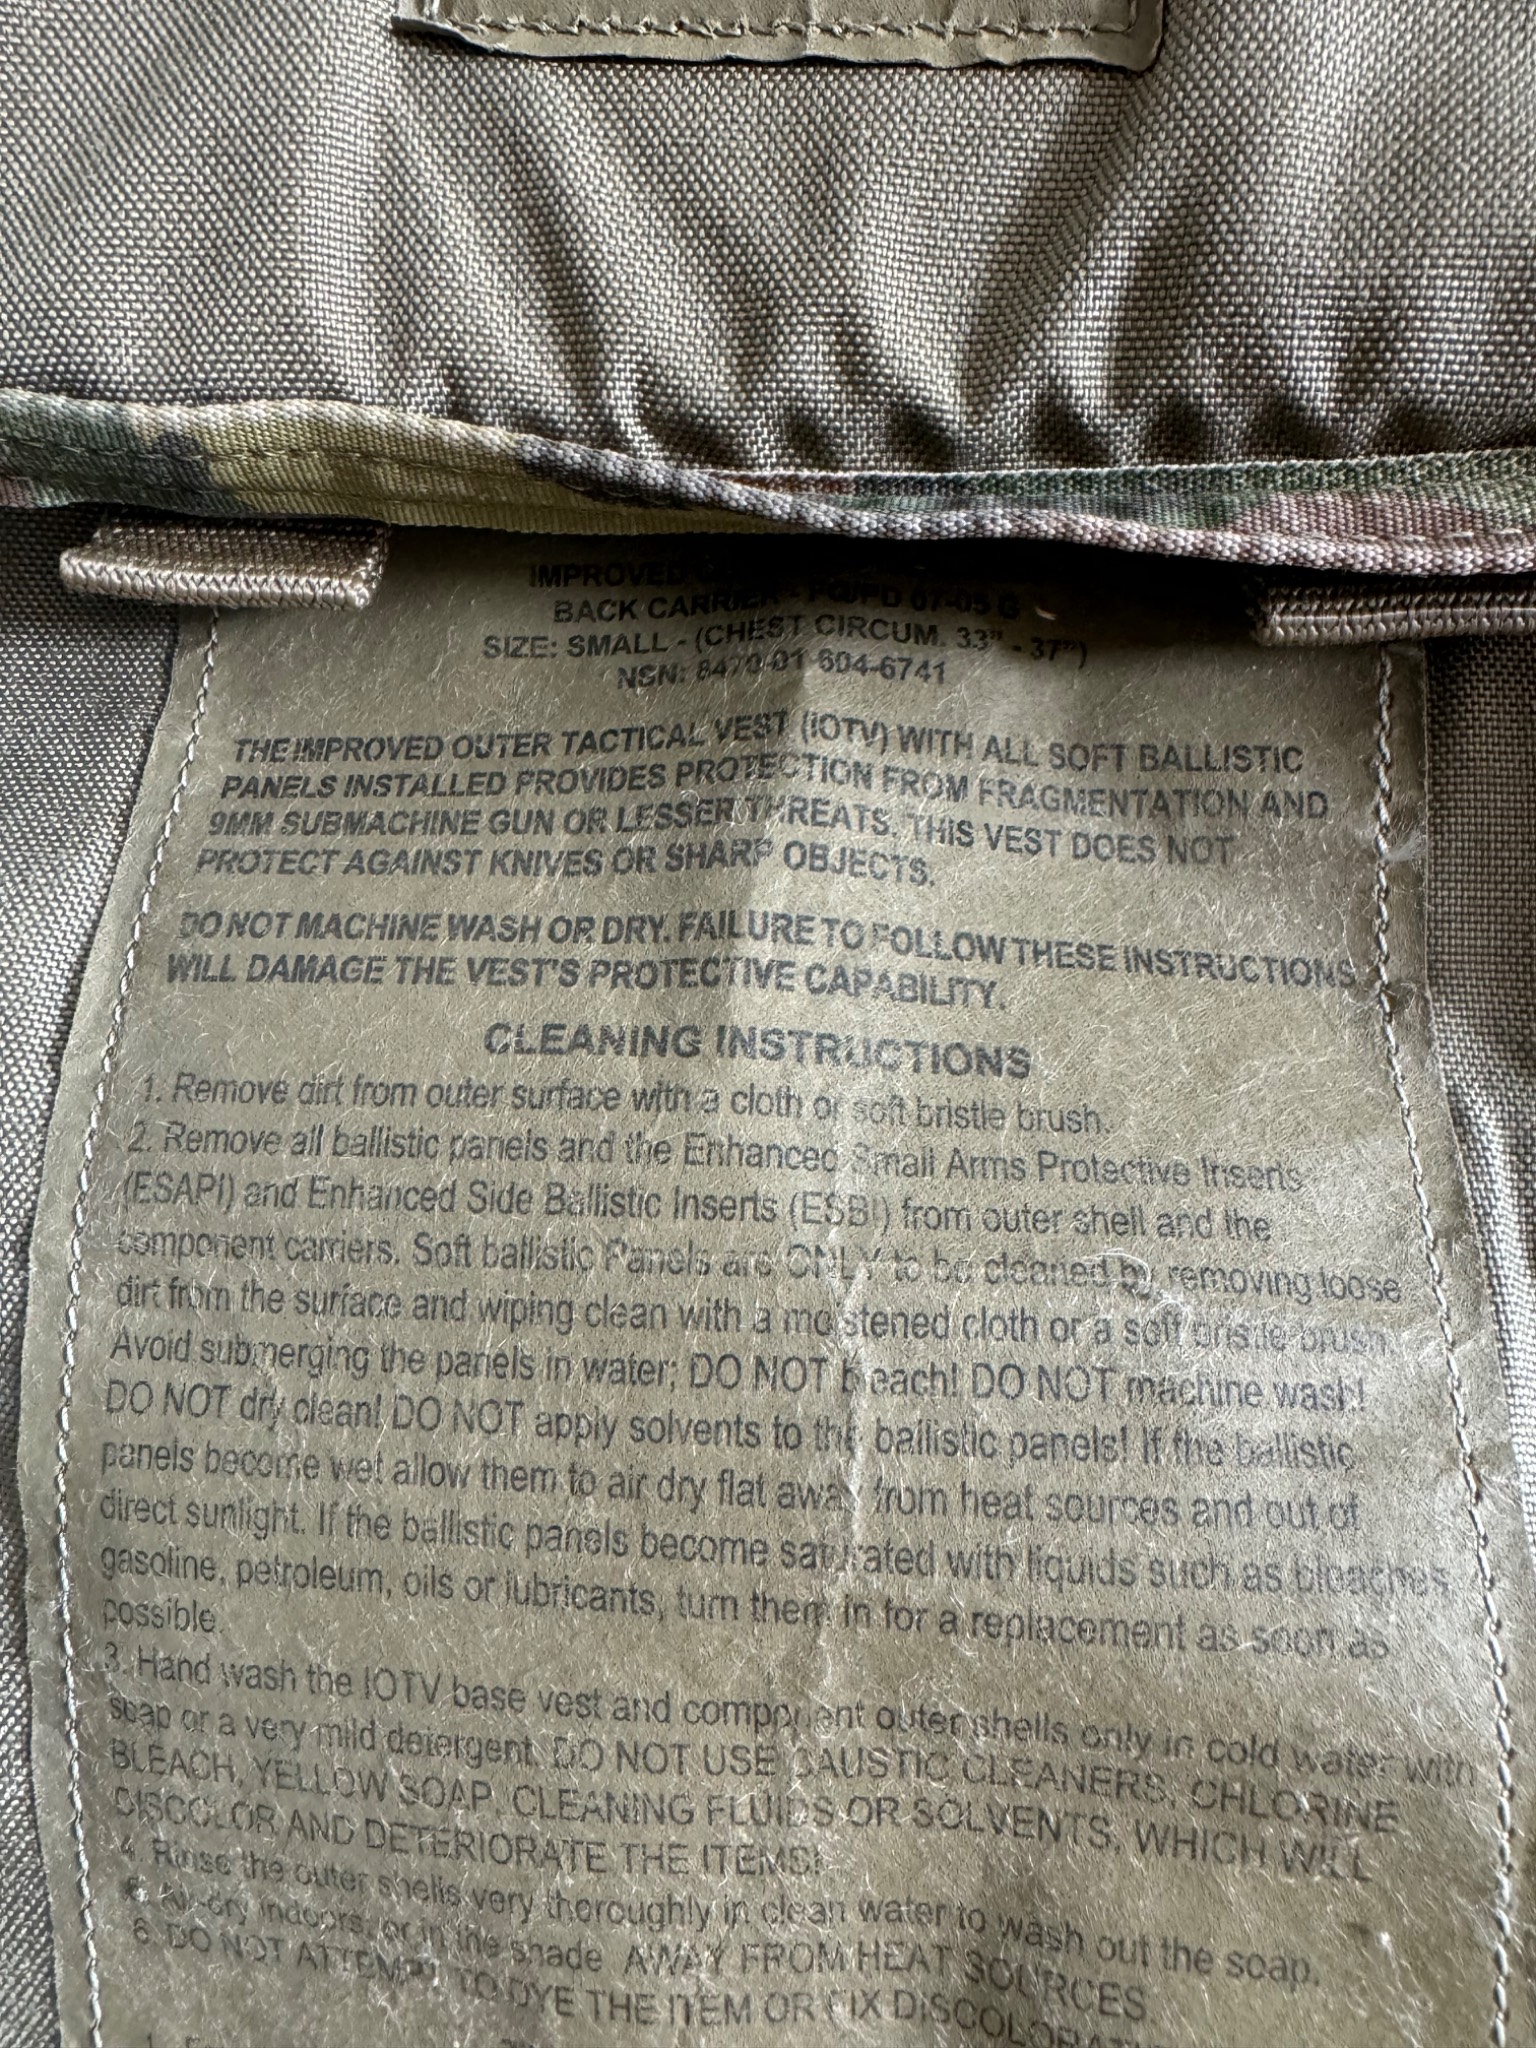 IMPROVED
BACK CARRIER - FQ/PD 07-05 G
SIZE: SMALL - (CHEST CIRCUM. 33" - 37")
NSN: 8470-01-604-6741
THE IMPROVED OUTER TACTICAL VEST (IOTV) WITH ALL SOFT BALLISTIC
PANELS INSTALLED PROVIDES PROTECTION FROM FRAGMENTATION AND
9MM SUBMACHINE GUN OR LESSER THREATS. THIS VEST DOES NOT
PROTECT AGAINST KNIVES OR SHARP OBJECTS.
DO NOT MACHINE WASH OR DRY. FAILURE TO FOLLOW THESE INSTRUCTIONS
WILL DAMAGE THE VEST'S PROTECTIVE CAPABILITY.
CLEANING INSTRUCTIONS
1. Remove dirt from outer surface with a cloth or soft bristle brush.
2. Remove all ballistic panels and the Enhanced Small Arms Protective Inserts
(ESAPI) and Enhanced Side Ballistic Inserts (ESBI) from outer shell and the
component carriers. Soft ballistic Panels are ONLY to be cleaned by removing loose
dirt from the surface and wiping clean with a moistened cloth or a soft bristle brush.
Avoid submerging the panels in water; DO NOT bleach! DO NOT machine wash!
DO NOT dry clean! DO NOT apply solvents to the ballistic panels! If the ballistic
panels become wet allow them to air dry flat away from heat sources and out of
direct sunlight. If the ballistic panels become saturated with liquids such as bleaches
gasoline, petroleum, oils or lubricants, turn them in for a replacement as soon as
possible.
3. Hand wash the IOTV base vest and component outer shells only in cold water with
soap or a very mild detergent. DO NOT USE CAUSTIC CLEANERS, CHLORINE
BLEACH, YELLOW SOAP, CLEANING FLUIDS OR SOLVENTS, WHICH WILL
DISCOLOR AND DETERIORATE THE ITEMS!
4. Rinse the outer shells very thoroughly in clean water to wash out the soap.
5. Air-dry indoors, or in the shade AWAY FROM HEAT SOURCES.
6. DO NOT ATTEMPT TO DYE THE ITEM OR FIX